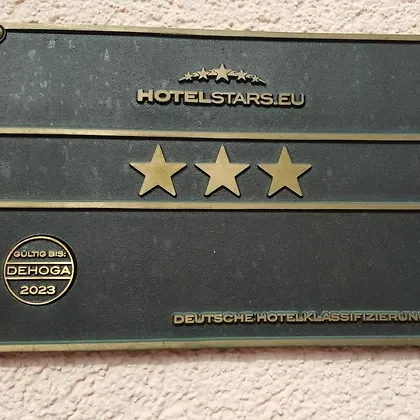 HOTELSTARS.EU
GÜLTIG BIS:
DEHOGA
2023
DEUTSCHE HOTELKLASSIFIZIERUNG